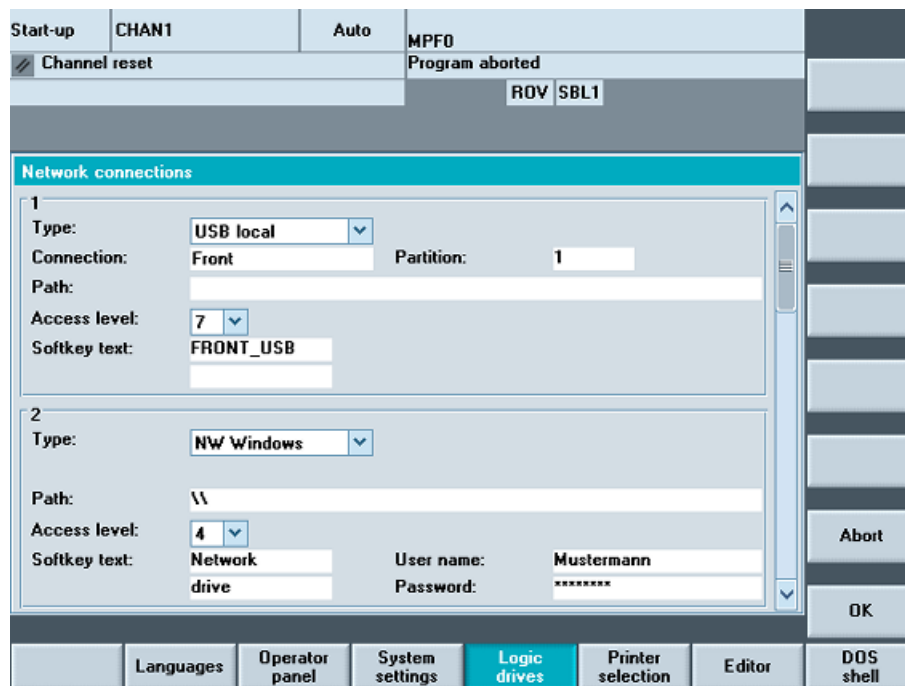 Start-up CHAN1 Auto MPF0
Channel reset Program aborted
ROV SBL1
Network connections
1
Type: USB local
Connection: Front Partition: 1
Path:
Access level: 7
Softkey text: FRONT_USB
2
Type: NW Windows
Path: \\
Access level: 4
Softkey text: Network User name: Mustermann
drive Password: ********
Abort
OK
Languages Operator panel System settings Logic drives Printer selection Editor DOS shell